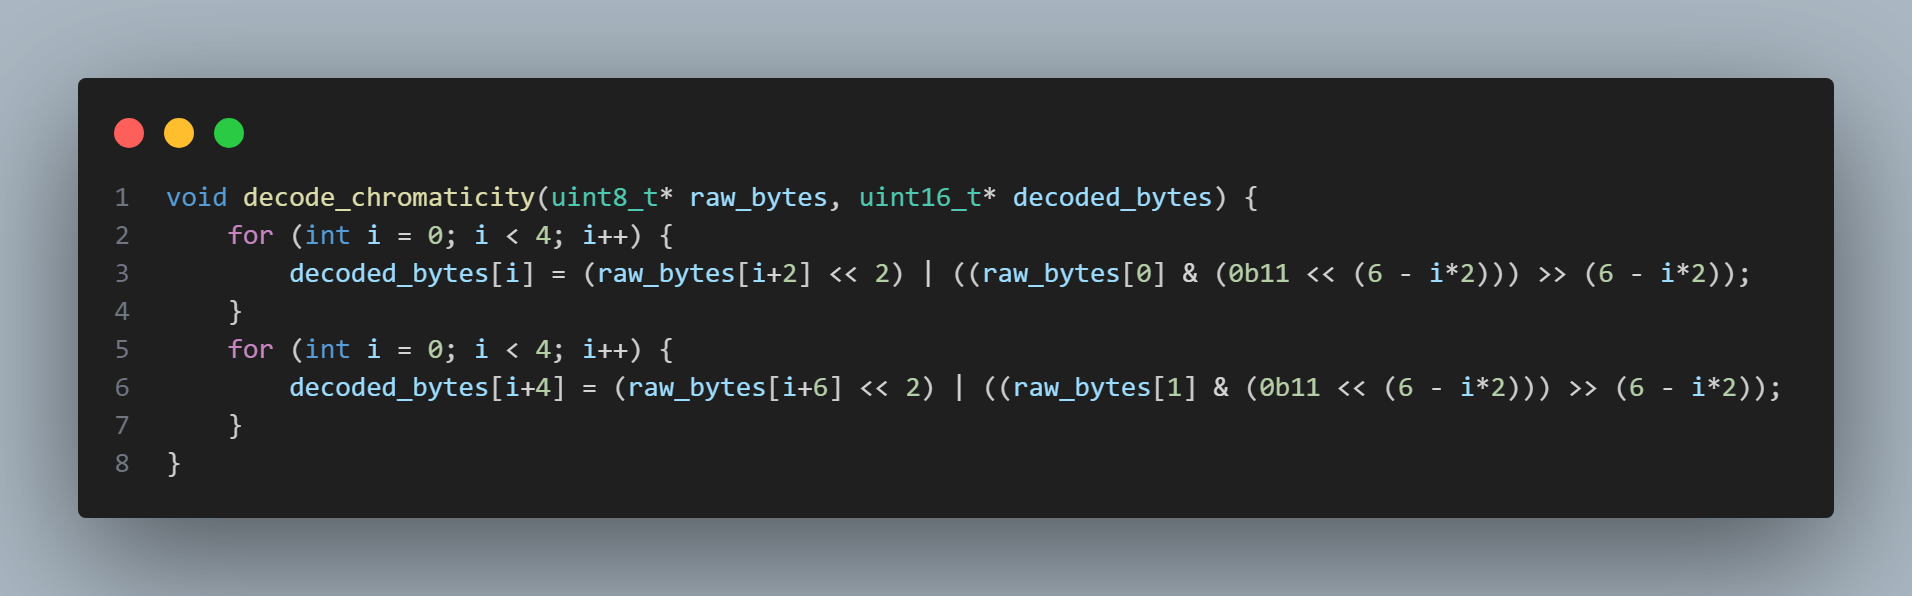 1 void decode_chromaticity(uint8_t* raw_bytes, uint16_t* decoded_bytes) {
2     for (int i = 0; i < 4; i++) {
3         decoded_bytes[i] = (raw_bytes[i+2] << 2) | ((raw_bytes[0] & (0b11 << (6 - i*2))) >> (6 - i*2));
4     }
5     for (int i = 0; i < 4; i++) {
6         decoded_bytes[i+4] = (raw_bytes[i+6] << 2) | ((raw_bytes[1] & (0b11 << (6 - i*2))) >> (6 - i*2));
7     }
8 }